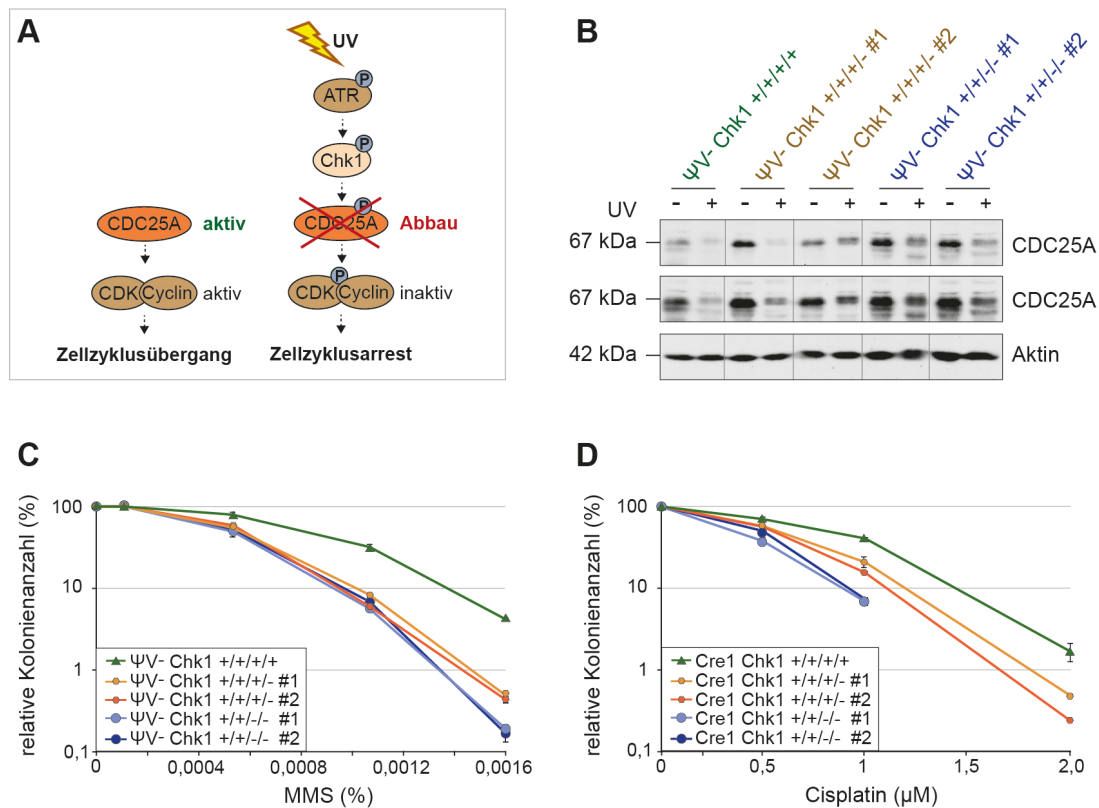 A
UV
P
ATR
P
Chk1
P
CDC25A aktiv
CDC25A Abbau
P
CDK Cyclin aktiv
CDK Cyclin inaktiv
Zellzyklusübergang
Zellzyklusarrest
B
ΨV- Chk1 +/+/+/+
ΨV- Chk1 +/+/+/- #1
ΨV- Chk1 +/+/+/- #2
ΨV- Chk1 +/+/-/- #1
ΨV- Chk1 +/+/-/- #2
UV - + - + - + - + - +
67 kDa CDC25A
67 kDa CDC25A
42 kDa Aktin
C
relative Kolonienanzahl (%)
100
10
1
0,1
ΨV- Chk1 +/+/+/+
ΨV- Chk1 +/+/+/- #1
ΨV- Chk1 +/+/+/- #2
ΨV- Chk1 +/+/-/- #1
ΨV- Chk1 +/+/-/- #2
0 0,0004 0,0008 0,0012 0,0016
MMS (%)
D
relative Kolonienanzahl (%)
100
10
1
0,1
Cre1 Chk1 +/+/+/+
Cre1 Chk1 +/+/+/- #1
Cre1 Chk1 +/+/+/- #2
Cre1 Chk1 +/+/-/- #1
Cre1 Chk1 +/+/-/- #2
0 0,5 1 1,5 2,0
Cisplatin (µM)